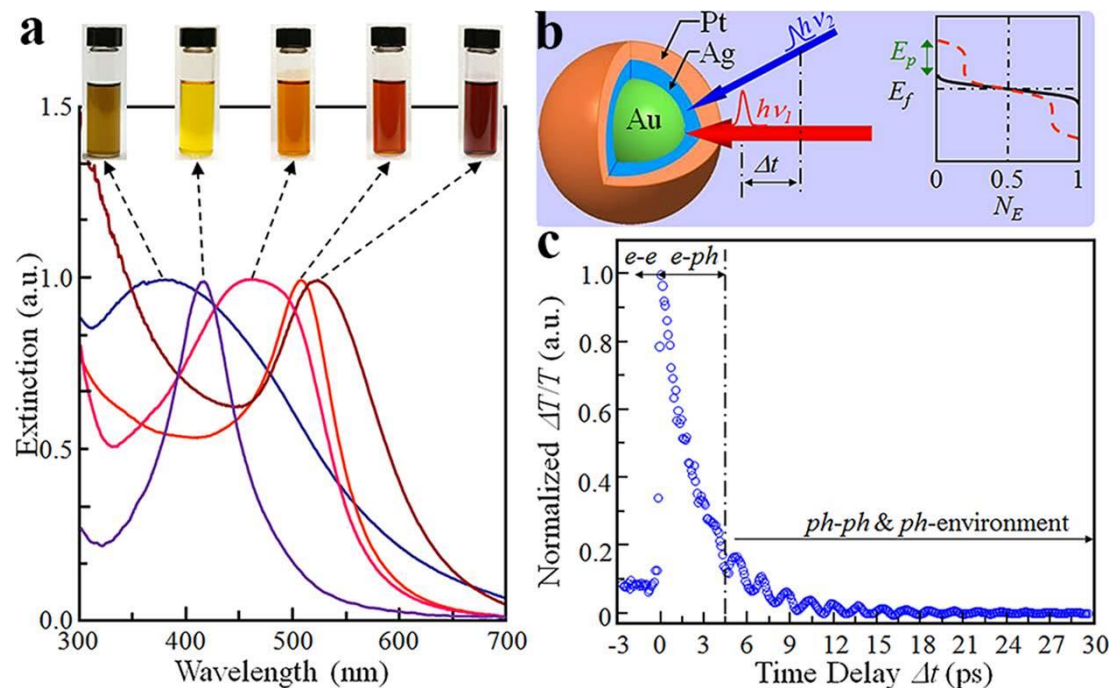 a
1.5
1.0
0.5
0.0
Extinction (a.u.)
300 400 500 600 700
Wavelength (nm)
b
Pt
Ag
Au
hν₂
hν₁
Δt
E_p
E_f
0 0.5 1
N_E
c
e-e e-ph
1.0
0.8
0.6
0.4
0.2
0
Normalized ΔT/T (a.u.)
ph-ph & ph-environment
-3 0 3 6 9 12 15 18 21 24 27 30
Time Delay Δt (ps)